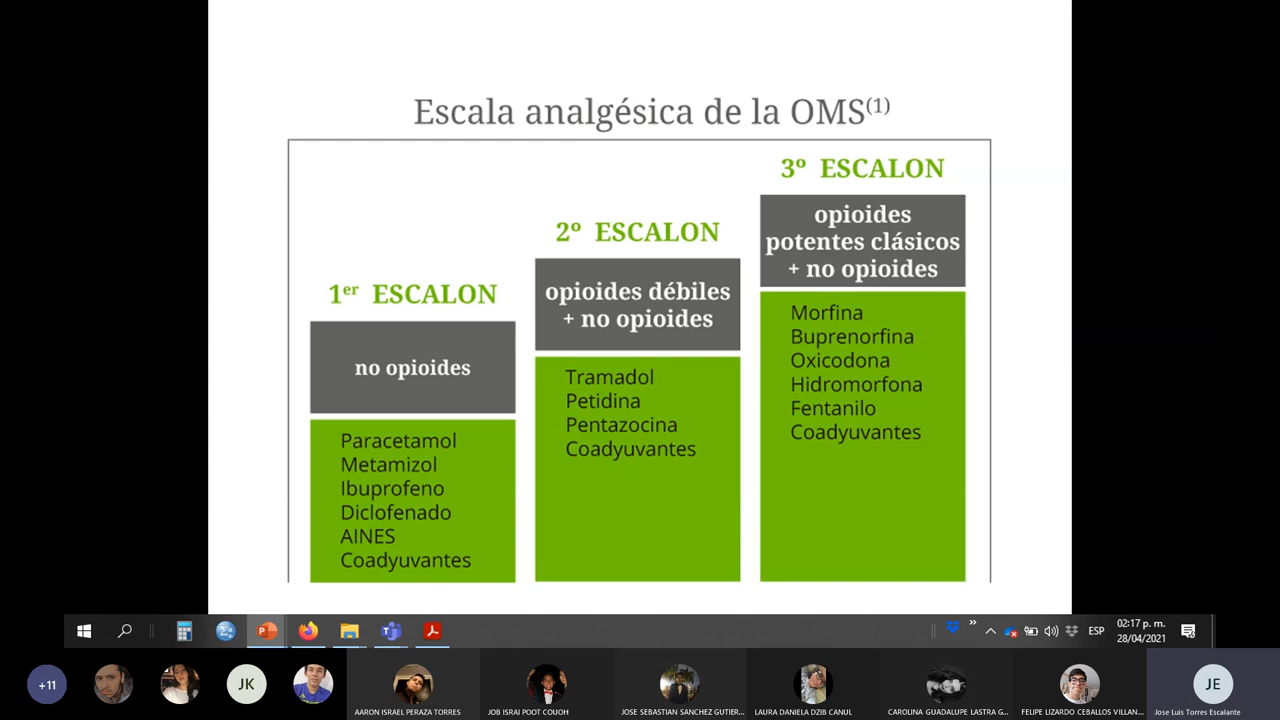 Escala analgésica de la OMS(1)
1er ESCALON
no opioides
Paracetamol
Metamizol
Ibuprofeno
Diclofenado
AINES
Coadyuvantes
2º ESCALON
opioides débiles
+ no opioides
Tramadol
Petidina
Pentazocina
Coadyuvantes
3º ESCALON
opioides
potentes clásicos
+ no opioides
Morfina
Buprenorfina
Oxicodona
Hidromorfona
Fentanilo
Coadyuvantes
ESP
02:17 p. m.
28/04/2021
+11
JK
AARON ISRAEL PERAZA TORRES
JOB ISRAI POOT COUOH
JOSE SEBASTIAN SANCHEZ GUTIER...
LAURA DANIELA DZIB CANUL
CAROLINA GUADALUPE LASTRA G...
FELIPE LIZARDO CEBALLOS VILLAN...
JE
Jose Luis Torres Escalante